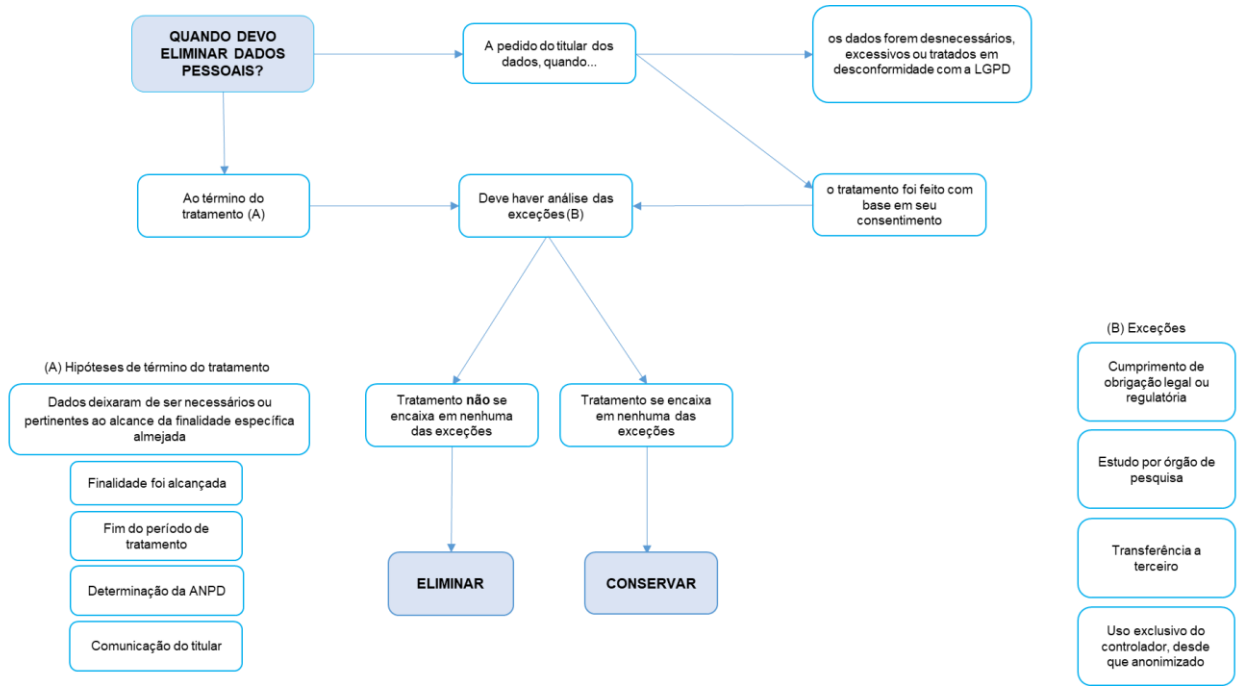 QUANDO DEVO
ELIMINAR DADOS
PESSOAIS?
A pedido do titular dos
dados, quando...
os dados forem desnecessários,
excessivos ou tratados em
desconformidade com a LGPD
Ao término do
tratamento (A)
Deve haver análise das
exceções (B)
o tratamento foi feito com
base em seu
consentimento
(A) Hipóteses de término do tratamento
Dados deixaram de ser necessários ou
pertinentes ao alcance da finalidade específica
almejada
Finalidade foi alcançada
Fim do período de
tratamento
Determinação da ANPD
Comunicação do titular
Tratamento não se
encaixa em nenhuma
das exceções
Tratamento se encaixa
em nenhuma das
exceções
ELIMINAR
CONSERVAR
(B) Exceções
Cumprimento de
obrigação legal ou
regulatória
Estudo por órgão de
pesquisa
Transferência a
terceiro
Uso exclusivo do
controlador, desde
que anonimizado